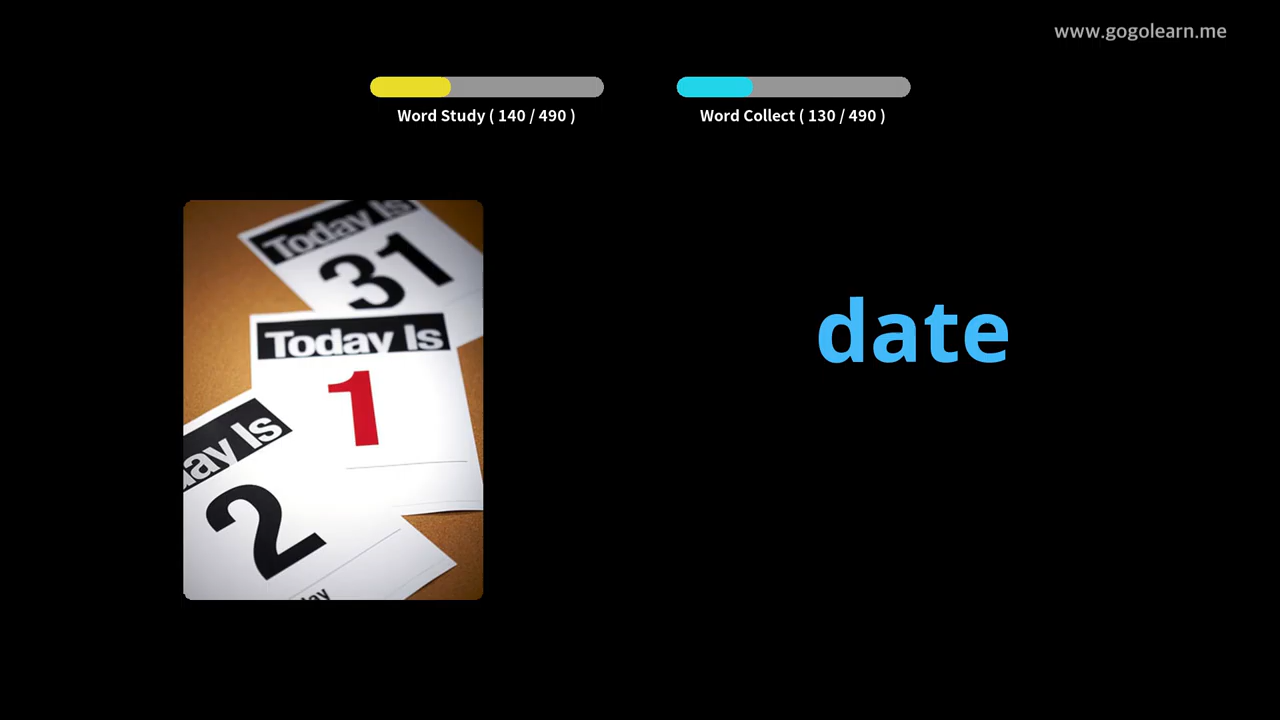 www.gogolearn.me
Word Study ( 140 / 490 )
Word Collect ( 130 / 490 )
Today Is
31
Today Is
1
ay Is
2
date